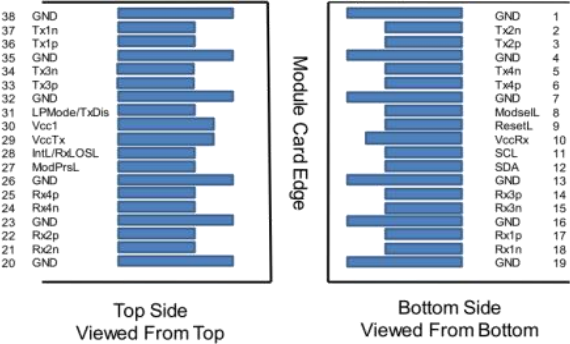 38 GND
37 Tx1n
36 Tx1p
35 GND
34 Tx3n
33 Tx3p
32 GND
31 LPMode/TxDis
30 Vcc1
29 VccTx
28 IntL/RxLOSL
27 ModPrsL
26 GND
25 Rx4p
24 Rx4n
23 GND
22 Rx2p
21 Rx2n
20 GND
Module Card Edge
GND 1
Tx2n 2
Tx2p 3
GND 4
Tx4n 5
Tx4p 6
GND 7
ModselL 8
ResetL 9
VccRx 10
SCL 11
SDA 12
GND 13
Rx3p 14
Rx3n 15
GND 16
Rx1p 17
Rx1n 18
GND 19
Top Side
Viewed From Top
Bottom Side
Viewed From Bottom